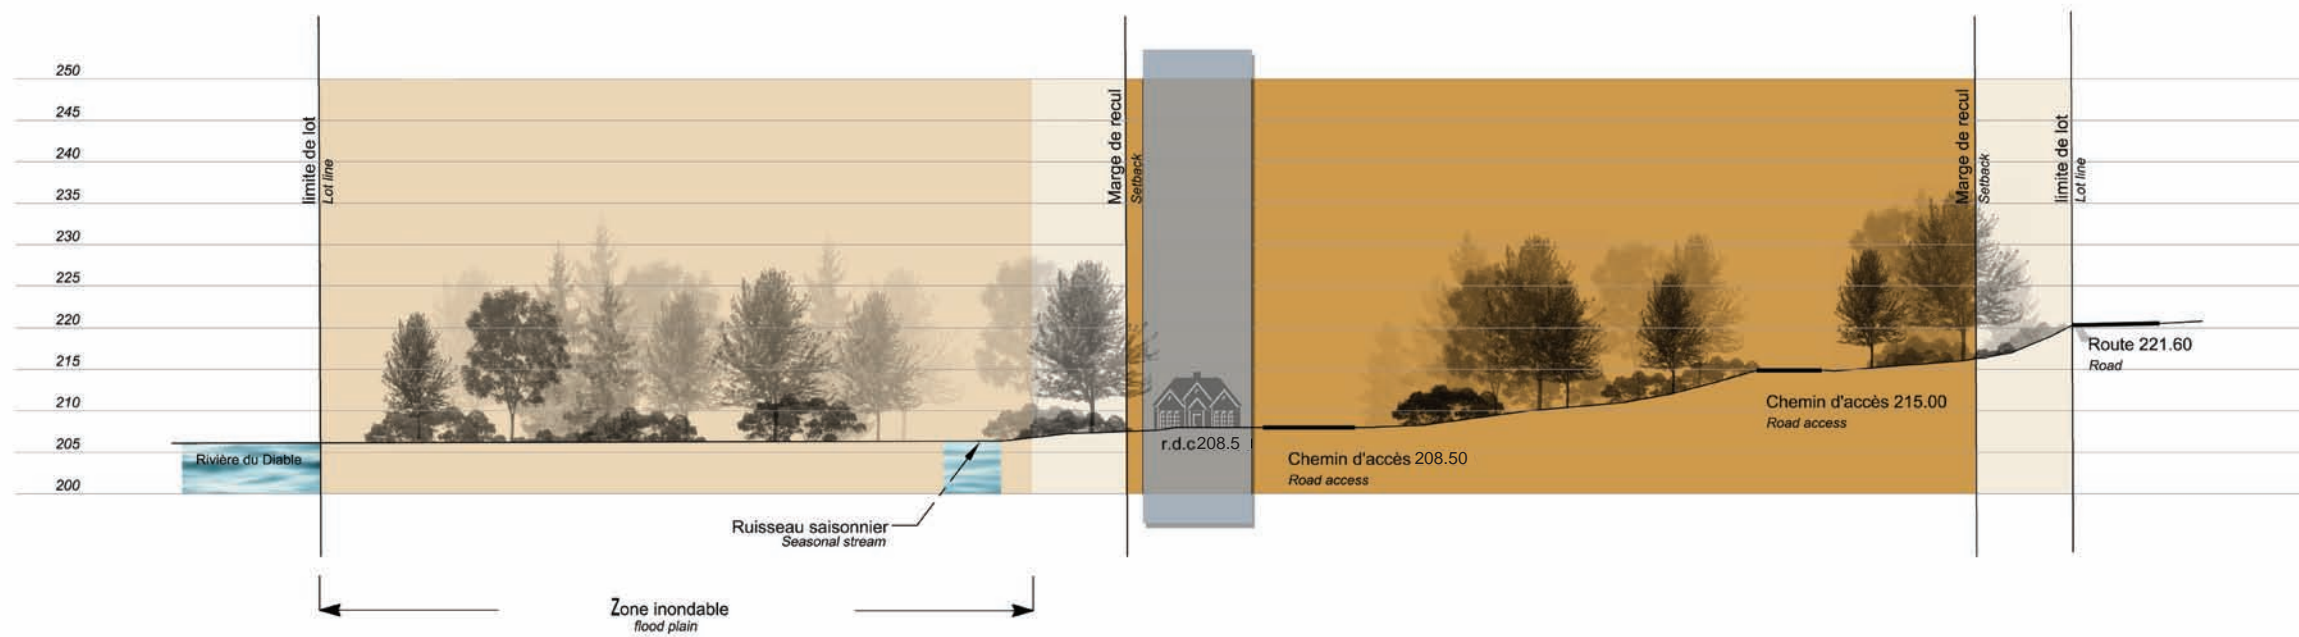 250
245
240
235
230
225
220
215
210
205
200
limite de lot
Lot line
Marge de recul
Setback
Marge de recul
Setback
limite de lot
Lot line
Rivière du Diable
r.d.c208.5
Chemin d'accès 208.50
Road access
Chemin d'accès 215.00
Road access
Route 221.60
Road
Ruisseau saisonnier
Seasonal stream
Zone inondable
flood plain